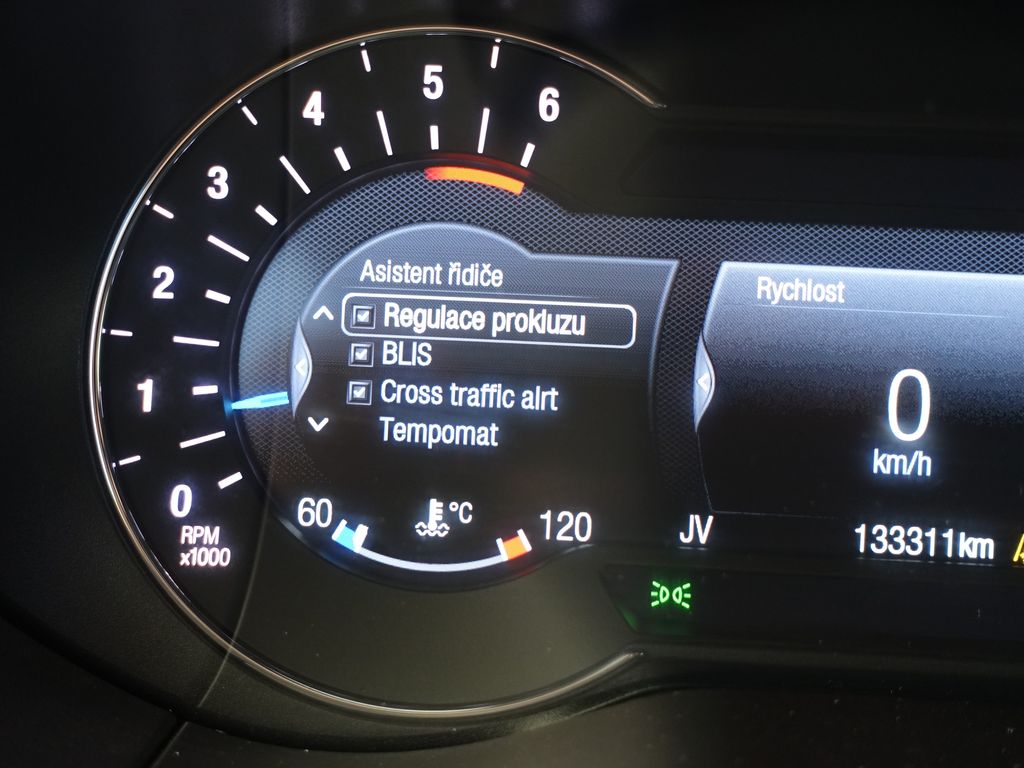 6
5
4
3
2
1
0
RPM
x1000
Asistent řidiče
Regulace prokluzu
BLIS
Cross traffic alrt
Tempomat
60
°C
120
Rychlost
0
km/h
JV
133311km